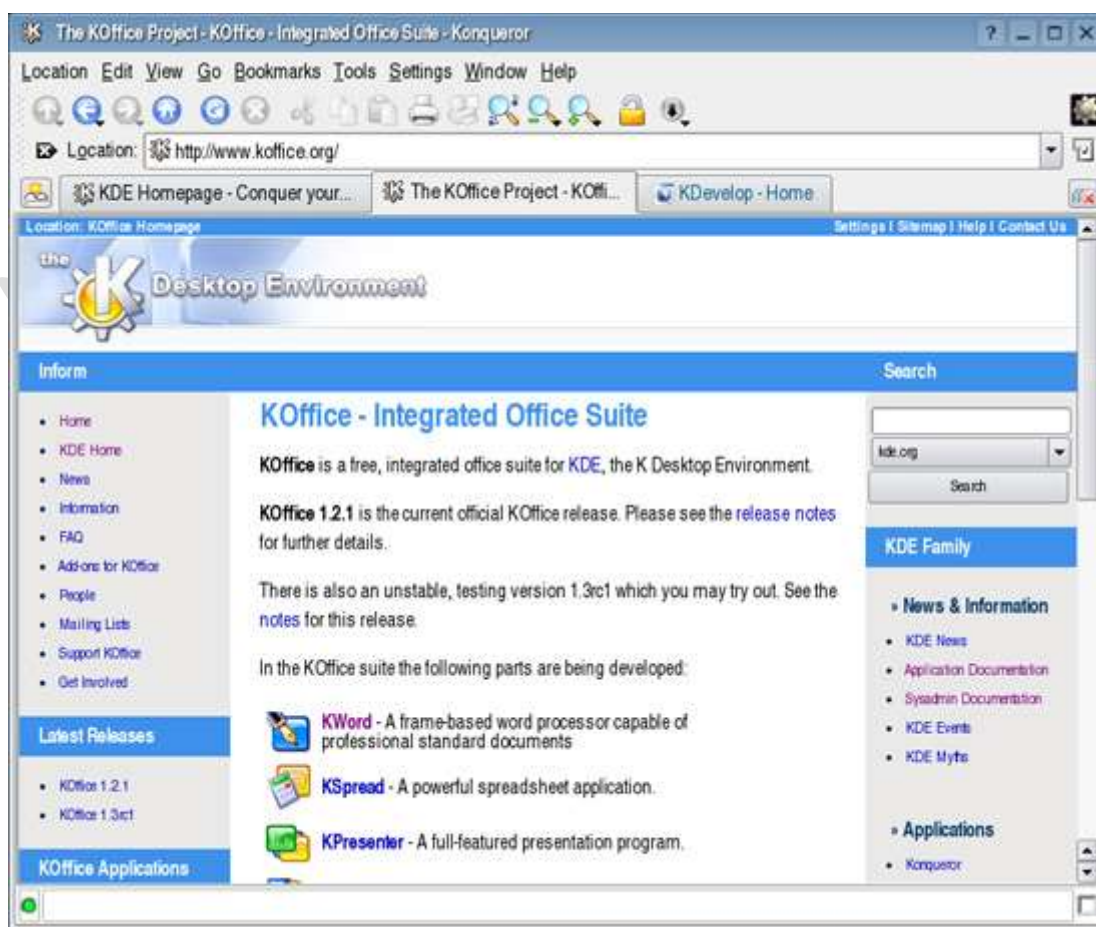 The KOffice Project - KOffice - Integrated Office Suite - Konqueror
Location Edit View Go Bookmarks Tools Settings Window Help
Location: http://www.koffice.org/
KDE Homepage - Conquer your...
The KOffice Project - KOffi...
KDevelop - Home
Location: KOffice Homepage
Settings | Sitemap | Help | Contact Us
the K Desktop Environment
Inform
Home
KDE Home
News
Information
FAQ
Add-ons for KOffice
People
Mailing Lists
Support KOffice
Get Involved
Latest Releases
KOffice 1.2.1
KOffice 1.3rc1
KOffice Applications
KOffice - Integrated Office Suite
KOffice is a free, integrated office suite for KDE, the K Desktop Environment.
KOffice 1.2.1 is the current official KOffice release. Please see the release notes
for further details.
There is also an unstable, testing version 1.3rc1 which you may try out. See the
notes for this release.
In the KOffice suite the following parts are being developed:
KWord - A frame-based word processor capable of
professional standard documents
KSpread - A powerful spreadsheet application.
KPresenter - A full-featured presentation program.
Search
kde.org
Search
KDE Family
» News & Information
KDE News
Application Documentation
Sysadmin Documentation
KDE Events
KDE Myths
» Applications
Konqueror